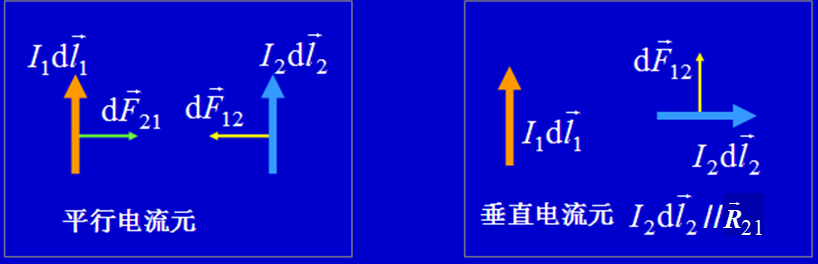 I₁dl⃗₁ I₂dl⃗₂
dF⃗₂₁ dF⃗₁₂
平行电流元
dF⃗₁₂
I₁dl⃗₁
I₂dl⃗₂
垂直电流元 I₂dl⃗₂ // R⃗₂₁